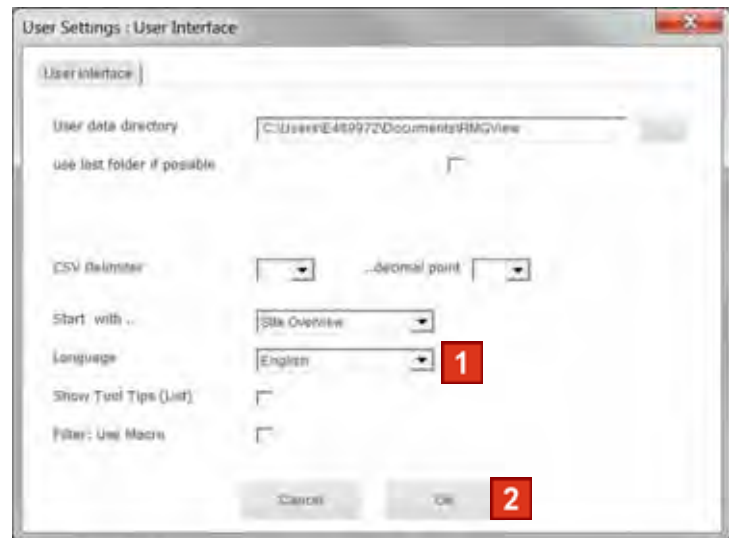 User Settings : User Interface
User interface
User data directory C:\Users\E469972\Documents\RMGView
use last folder if possible
CSV Delimiter ..decimal point
Start with .. Site Overview
Language English 1
Show Tool Tips (List)
Filter: Use Macro
Cancel OK 2